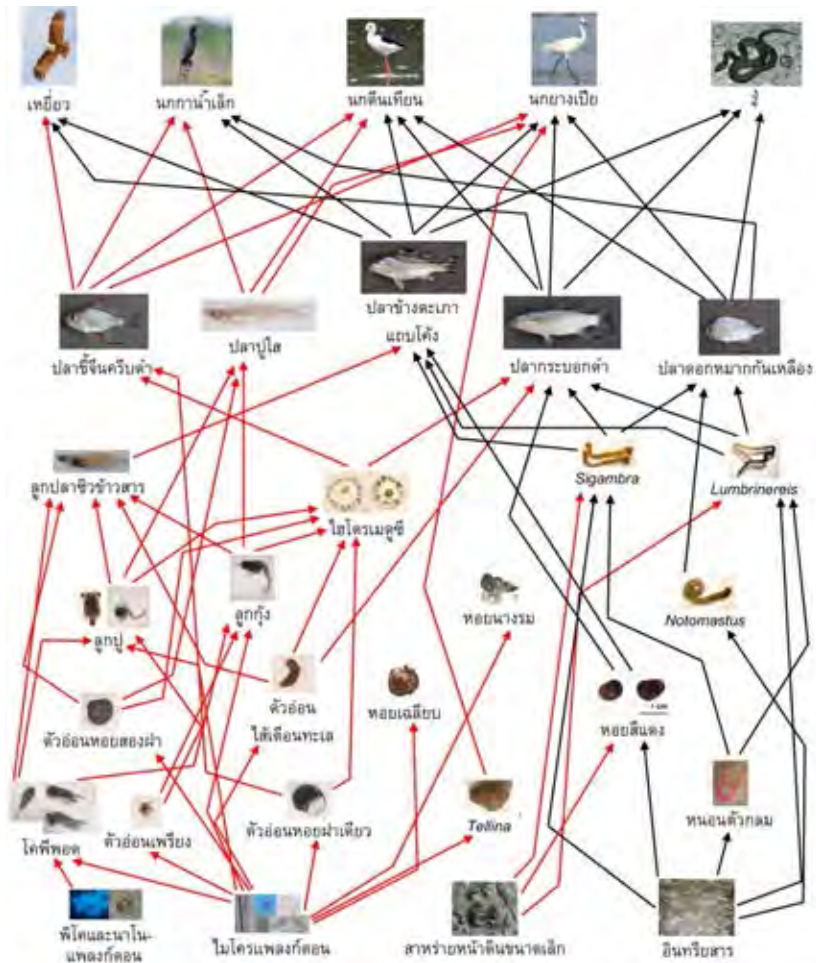 เหยี่ยว
นกกาน้ำเล็ก
นกตีนเทียน
นกยางเปีย
งู
ปลาข้างตะเภา
แถบโค้ง
ปลาขี้จีนครีบดำ
ปลาบู่ใส
ปลากระบอกดำ
ปลาดอกหมากกันเหลือง
ลูกปลาซิวข้าวสาร
ไฮโดรเมดูซี
Sigambra
Lumbrinereis
ลูกปู
ลูกกุ้ง
หอยนางรม
Notomastus
ตัวอ่อนหอยสองฝา
ตัวอ่อน
ไส้เดือนทะเล
หอยเฉลียบ
หอยสีแดง
1 cm
โคพีพอด
ตัวอ่อนเพรียง
ตัวอ่อนหอยฝาเดียว
Tellina
หนอนตัวกลม
พิโคและนาโน-
แพลงก์ตอน
ไมโครแพลงก์ตอน
สาหร่ายหน้าดินขนาดเล็ก
อินทรียสาร